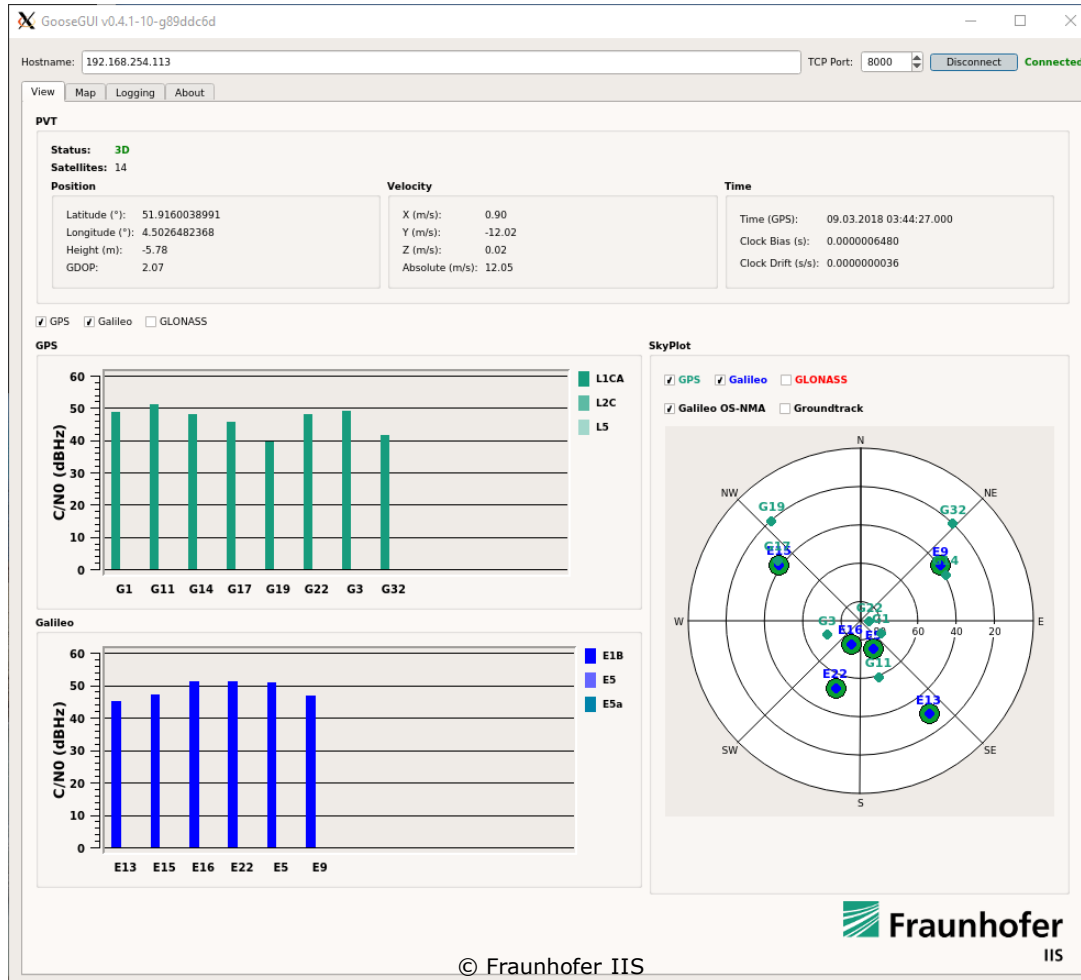 GooseGUI v0.4.1-10-g89ddc6d
Hostname: 192.168.254.113 TCP Port: 8000 Disconnect Connected
View Map Logging About
PVT
Status: 3D
Satellites: 14
Position
Latitude (°): 51.9160038991
Longitude (°): 4.5026482368
Height (m): -5.78
GDOP: 2.07
Velocity
X (m/s): 0.90
Y (m/s): -12.02
Z (m/s): 0.02
Absolute (m/s): 12.05
Time
Time (GPS): 09.03.2018 03:44:27.000
Clock Bias (s): 0.0000006480
Clock Drift (s/s): 0.0000000036
GPS Galileo GLONASS
GPS
C/N0 (dBHz)
60
50
40
30
20
10
0
G1 G11 G14 G17 G19 G22 G3 G32
L1CA
L2C
L5
Galileo
C/N0 (dBHz)
60
50
40
30
20
10
0
E13 E15 E16 E22 E5 E9
E1B
E5
E5a
SkyPlot
GPS Galileo GLONASS
Galileo OS-NMA Groundtrack
N
NW NE
G19 G32
G17
E15 E9
G22
G3 G1
W 60 40 20 E
E16
G11
E22
E13
SW SE
S
Fraunhofer
IIS
© Fraunhofer IIS